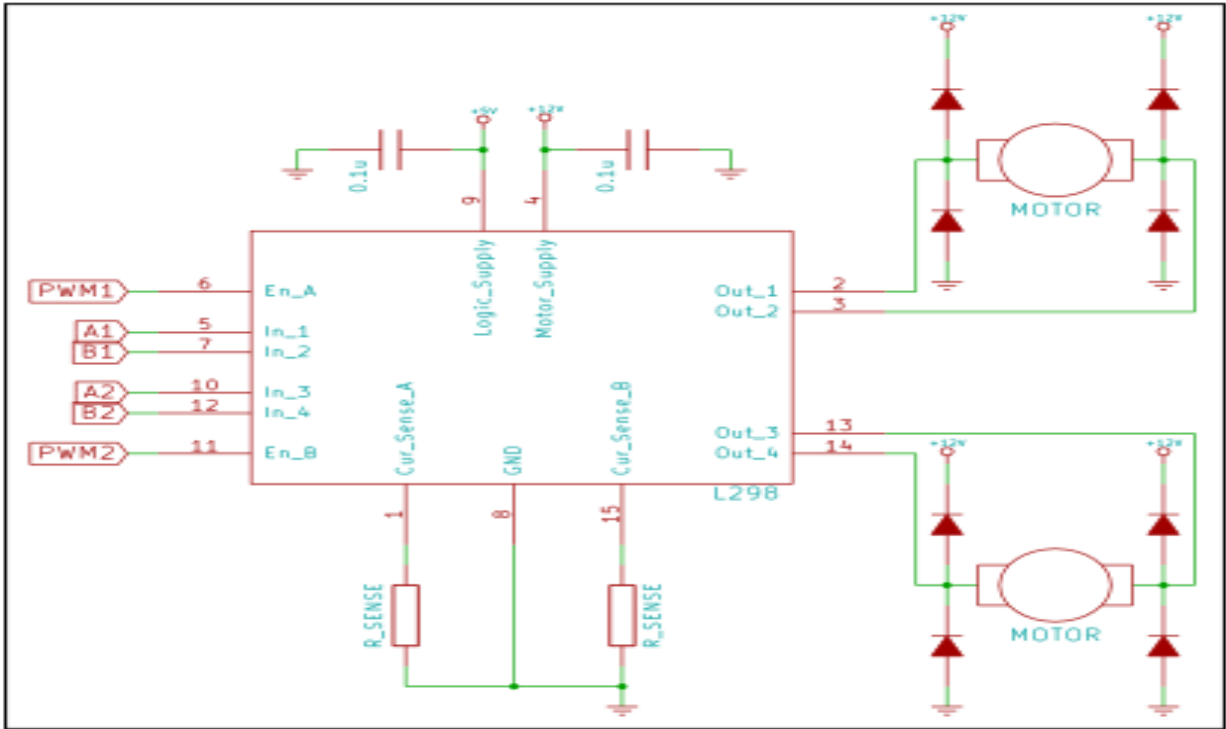 +12V +12V
+5V +12V
0.1u 0.1u
MOTOR
9 4
PWM1 6 En_A Logic_Supply Motor_Supply Out_1 2
Out_2 3
A1 5 In_1
B1 7 In_2
A2 10 In_3
B2 12 In_4
Cur_Sense_A GND Cur_Sense_B
Out_3 13
PWM2 11 En_B Out_4 14
+12V +12V
L298
1 8 15
R_SENSE R_SENSE
MOTOR